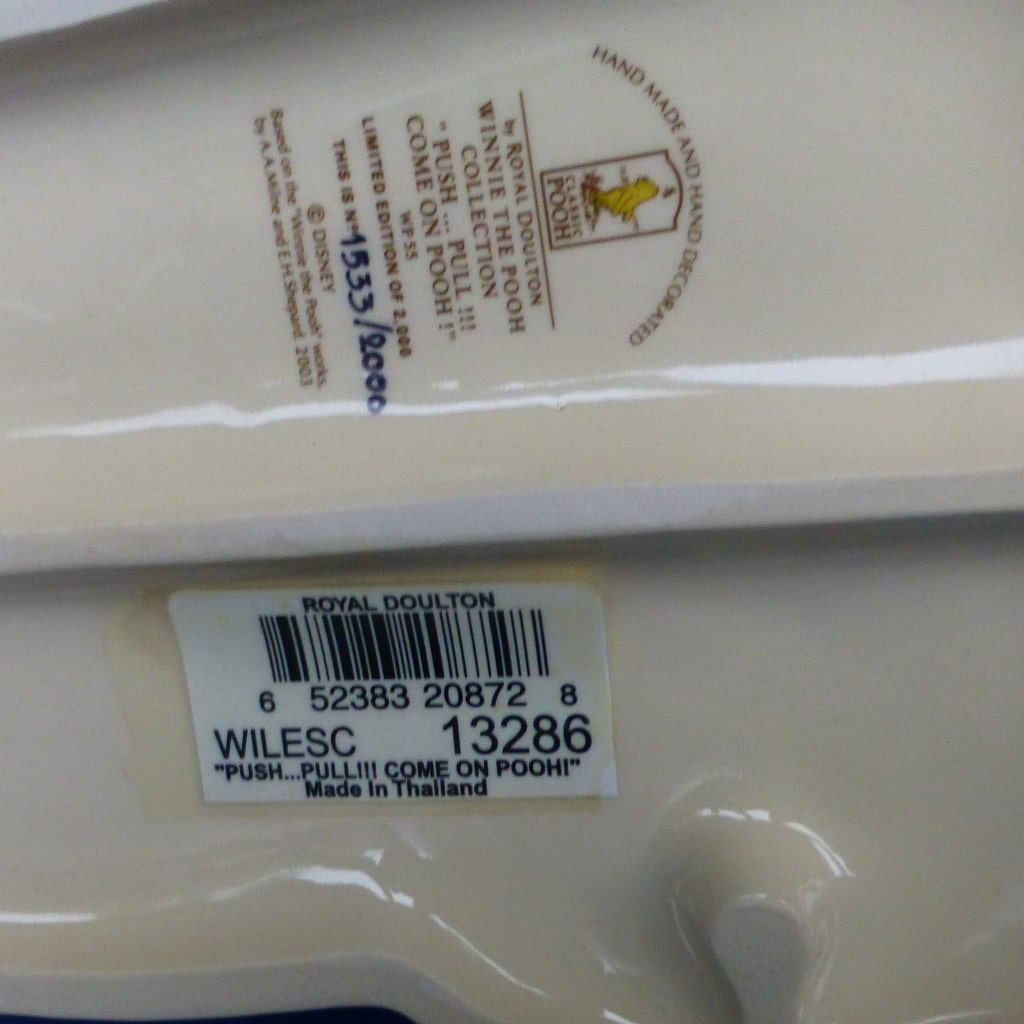 HAND MADE AND HAND DECORATED
CLASSIC
POOH
by ROYAL DOULTON
WINNIE THE POOH
COLLECTION
"PUSH ... PULL !!!
COME ON POOH !"
WP 55
LIMITED EDITION OF 2,000
THIS IS Nº 1533/2000
© DISNEY
Based on the "Winnie the Pooh" works,
by A.A.Milne and E.H.Shepard. 2003
ROYAL DOULTON
6 52383 20872 8
WILESC 13286
"PUSH...PULL!!! COME ON POOH!"
Made In Thailand